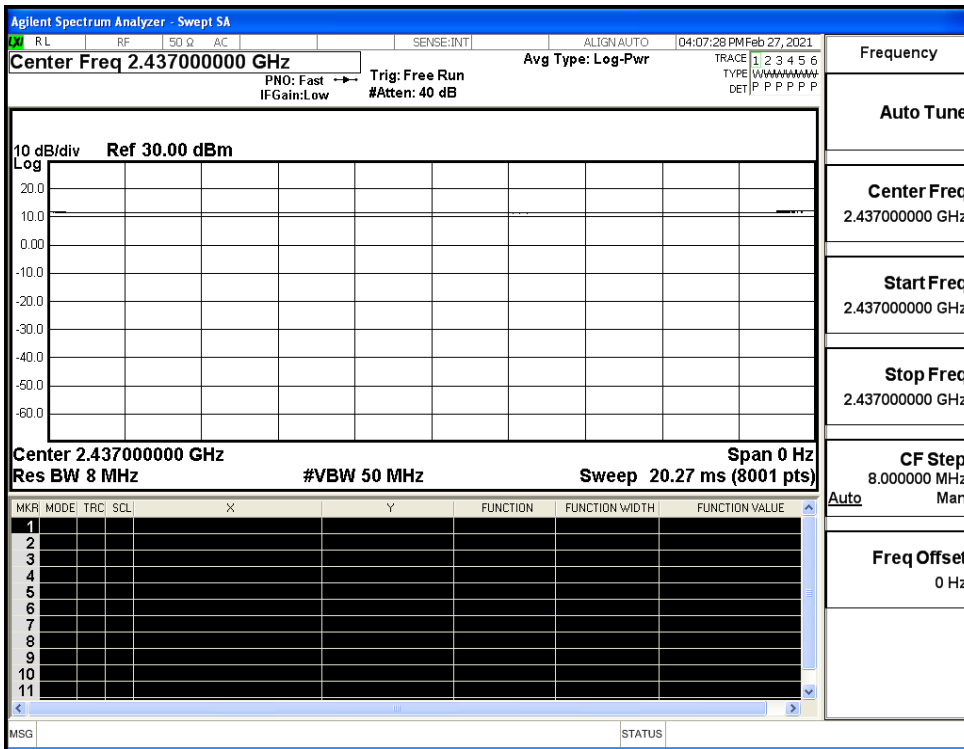 Agilent Spectrum Analyzer - Swept SA
LXI RL RF 50 Ω AC SENSE:INT ALIGN AUTO 04:07:28 PM Feb 27, 2021
Center Freq 2.437000000 GHz
PNO: Fast
IFGain:Low
Trig: Free Run
#Atten: 40 dB
Avg Type: Log-Pwr
TRACE 1 2 3 4 5 6
TYPE WWWWWWW
DET P P P P P P
10 dB/div Ref 30.00 dBm
Log
20.0
10.0
0.00
-10.0
-20.0
-30.0
-40.0
-50.0
-60.0
Center 2.437000000 GHz Span 0 Hz
Res BW 8 MHz #VBW 50 MHz Sweep 20.27 ms (8001 pts)
MKR MODE TRC SCL X Y FUNCTION FUNCTION WIDTH FUNCTION VALUE
1
2
3
4
5
6
7
8
9
10
11
MSG STATUS
Frequency
Auto Tune
Center Freq
2.437000000 GHz
Start Freq
2.437000000 GHz
Stop Freq
2.437000000 GHz
CF Step
8.000000 MHz
Auto Man
Freq Offset
0 Hz